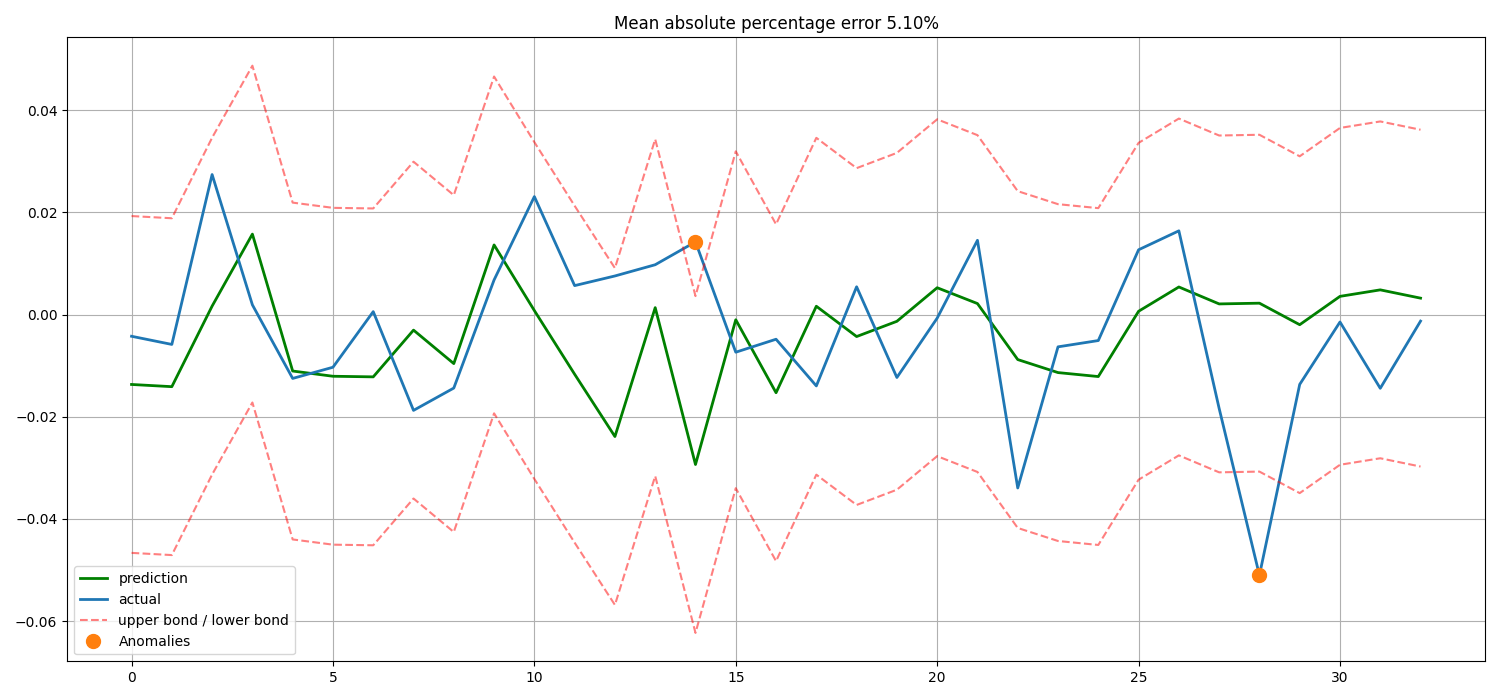 Mean absolute percentage error 5.10%
0.04
0.02
0.00
−0.02
−0.04
−0.06
prediction
actual
upper bond / lower bond
Anomalies
0 5 10 15 20 25 30